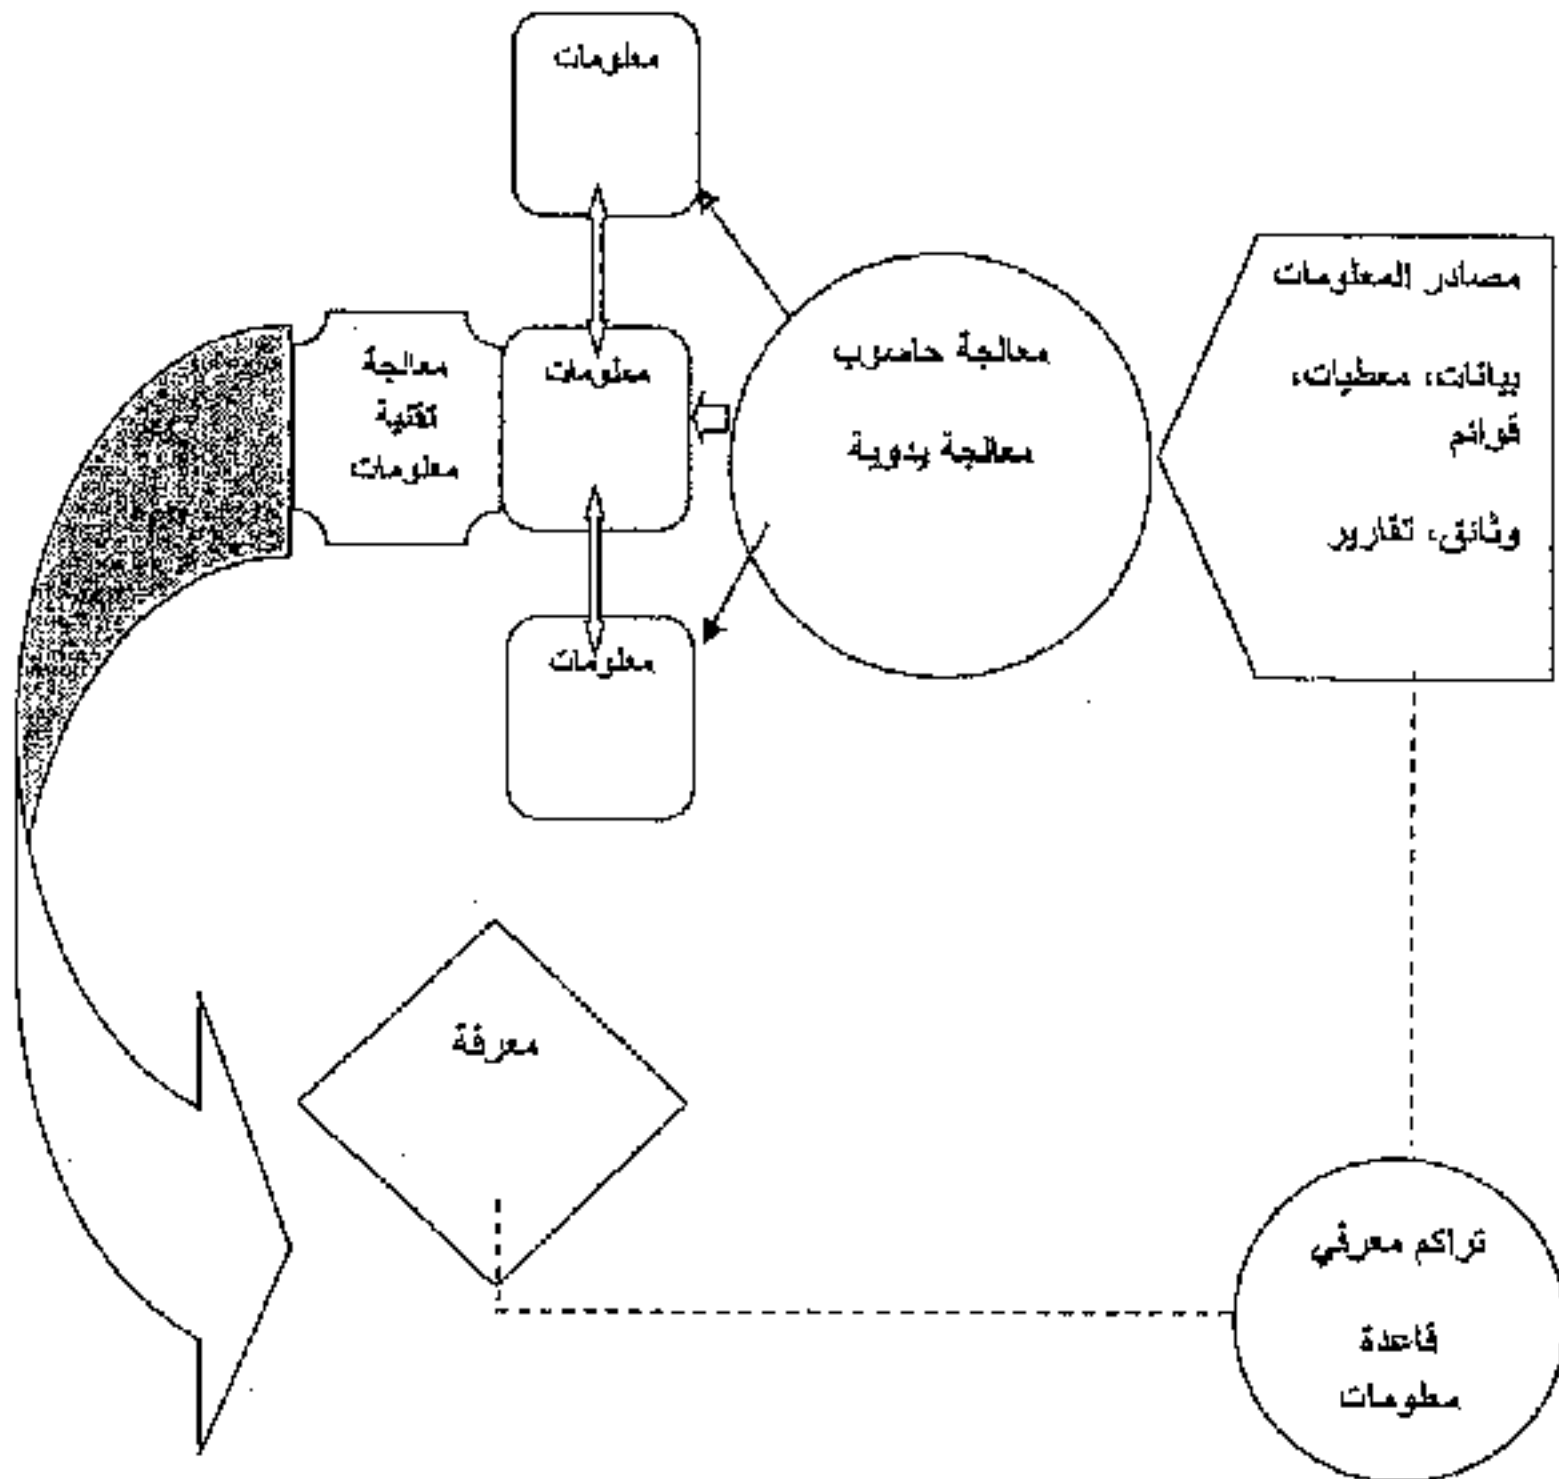 مصادر المعلومات
بيانات، معطيات،
قوائم
وثائق، تقارير
معالجة حاسوب
معالجة يدوية
معلومات
معلومات
معلومات
معالجة
تقنية
معلومات
معرفة
تراكم معرفي
قاعدة
معلومات